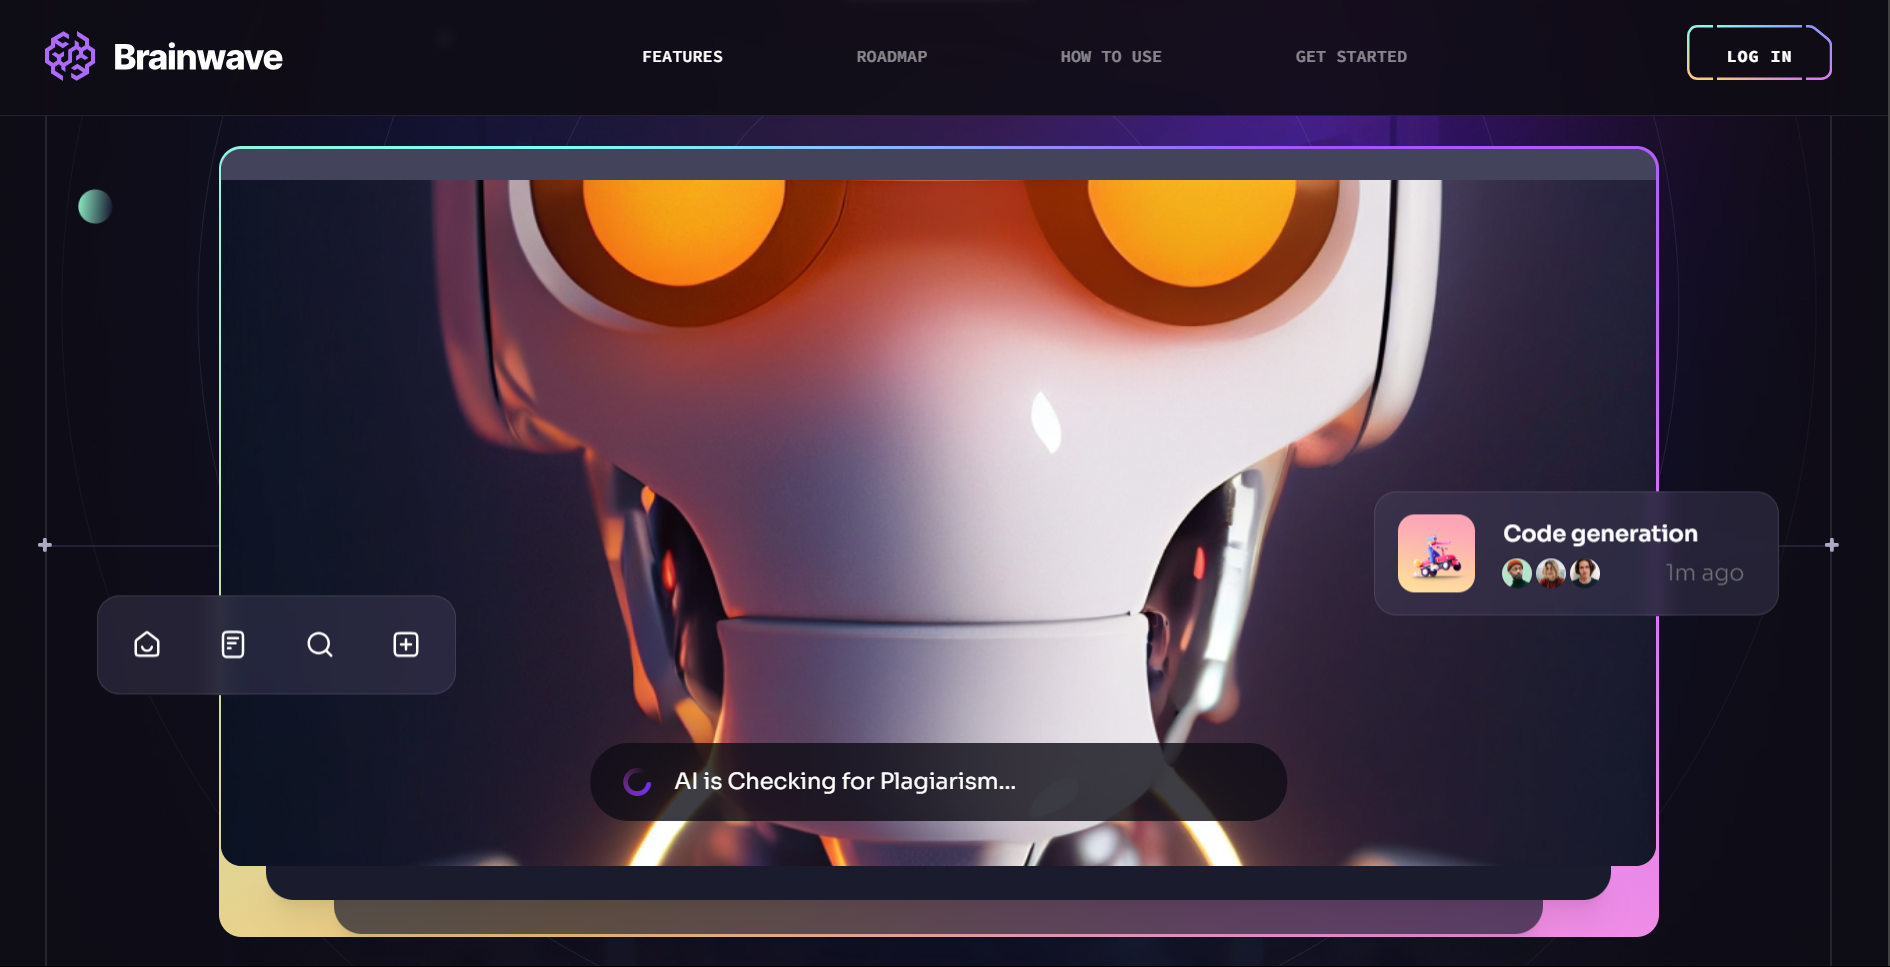 Brainwave
FEATURES
ROADMAP
HOW TO USE
GET STARTED
LOG IN
Code generation
1m ago
AI is Checking for Plagiarism...